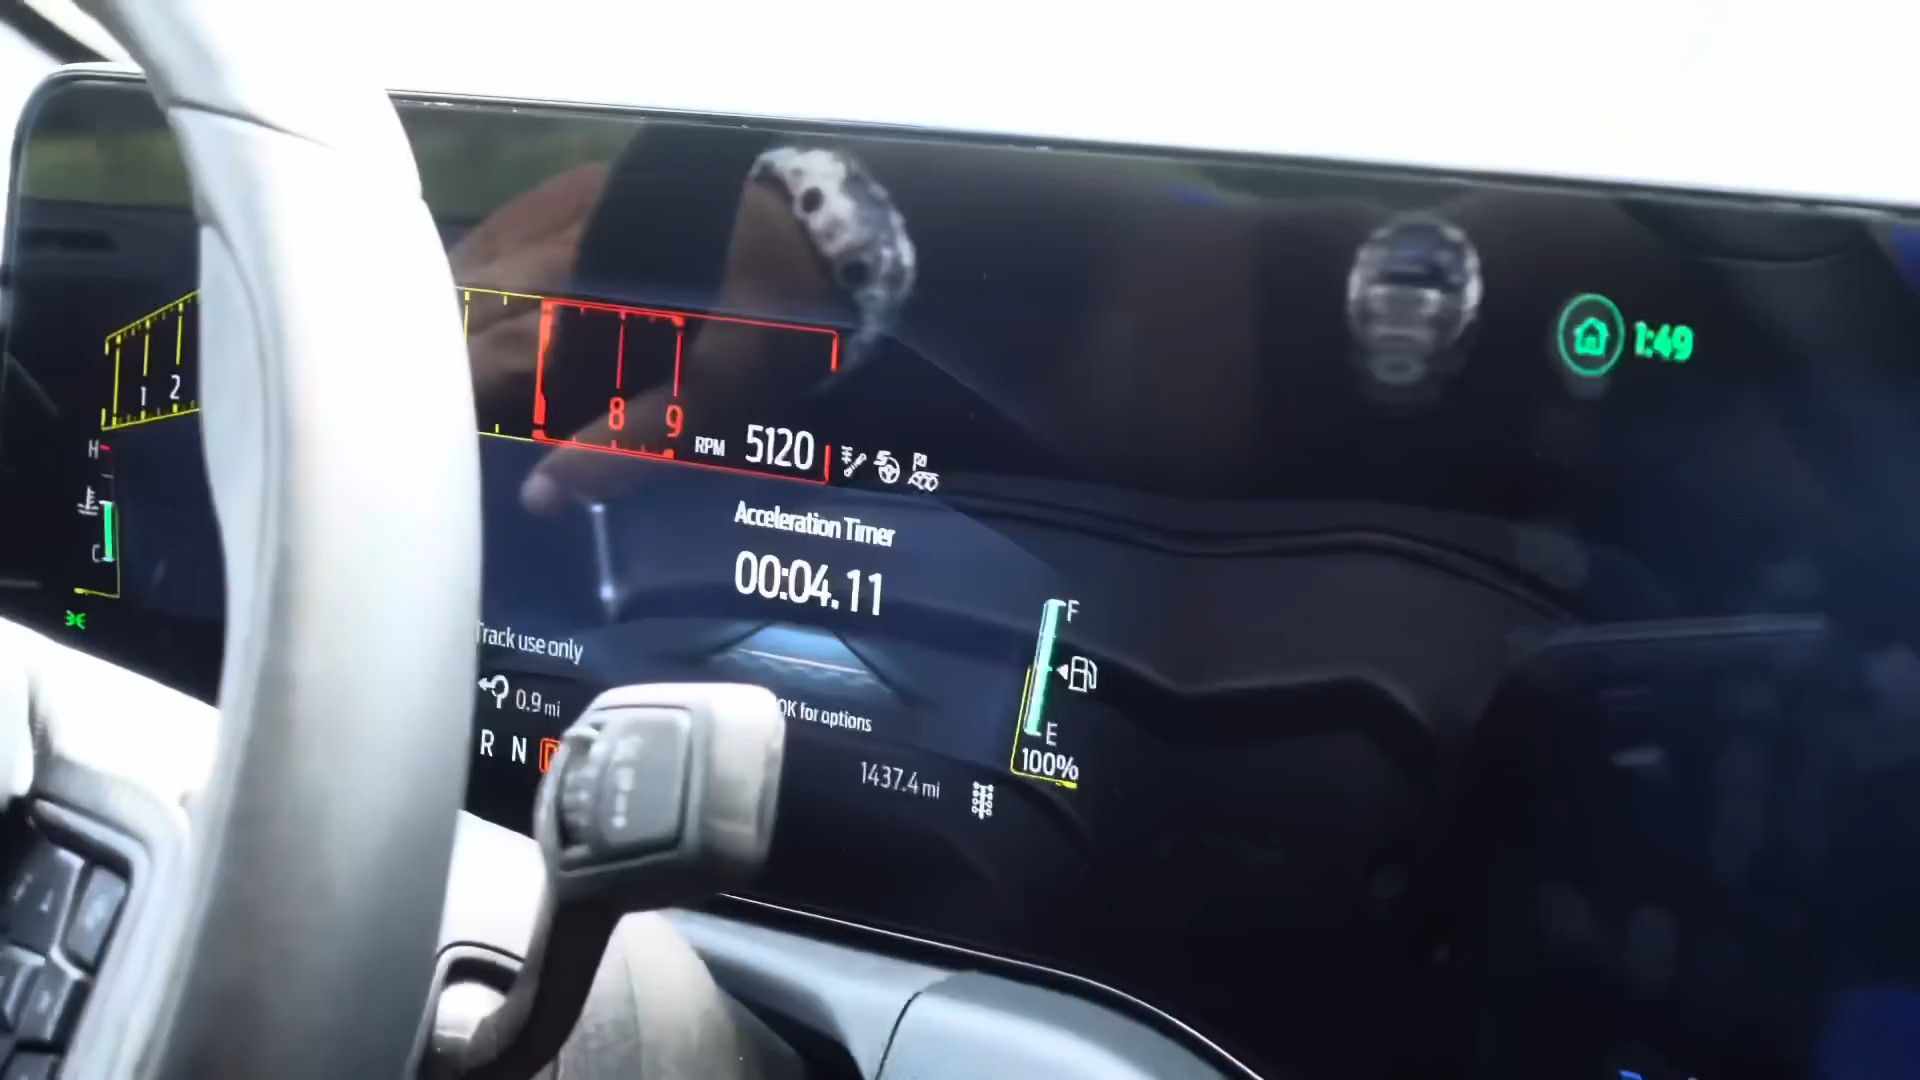 1:49
1 2
8 9
RPM 5120
H
Acceleration Timer
00:04.11
C
F
Track use only
0.9 mi
OK for options
E
R N D
100%
1437.4 mi